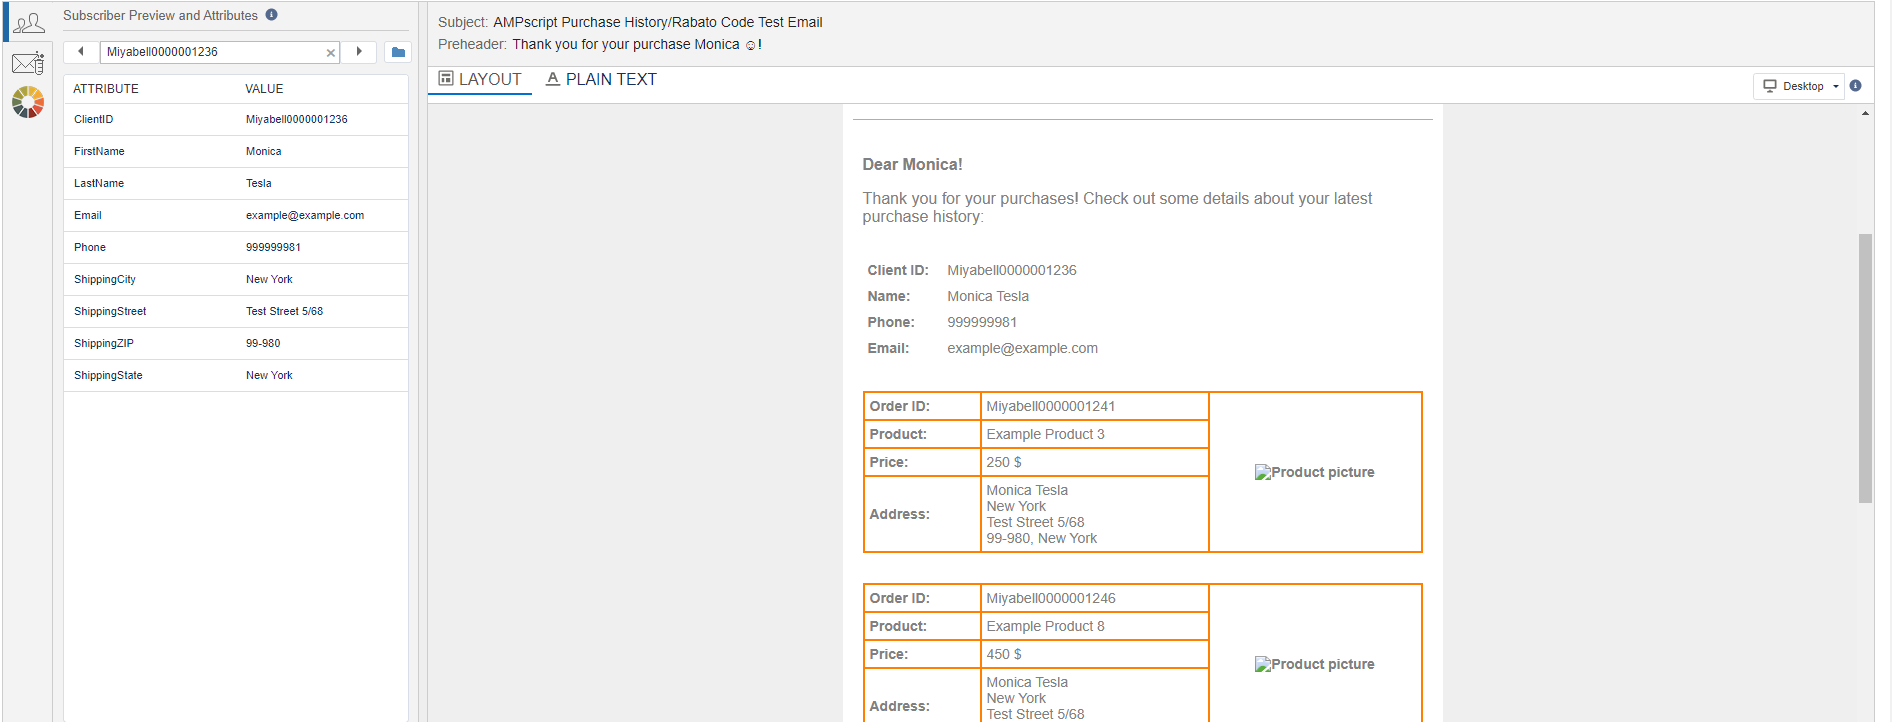 Subscriber Preview and Attributes
Miyabell0000001236
ATTRIBUTE VALUE
ClientID Miyabell0000001236
FirstName Monica
LastName Tesla
Email example@example.com
Phone 999999981
ShippingCity New York
ShippingStreet Test Street 5/68
ShippingZIP 99-980
ShippingState New York
Subject: AMPscript Purchase History/Rabato Code Test Email
Preheader: Thank you for your purchase Monica ☺!
LAYOUT PLAIN TEXT
Desktop
Dear Monica!
Thank you for your purchases! Check out some details about your latest
purchase history:
Client ID: Miyabell0000001236
Name: Monica Tesla
Phone: 999999981
Email: example@example.com
Order ID: Miyabell0000001241
Product: Example Product 3
Price: 250 $
Address: Monica Tesla
New York
Test Street 5/68
99-980, New York
Product picture
Order ID: Miyabell0000001246
Product: Example Product 8
Price: 450 $
Address: Monica Tesla
New York
Test Street 5/68
Product picture